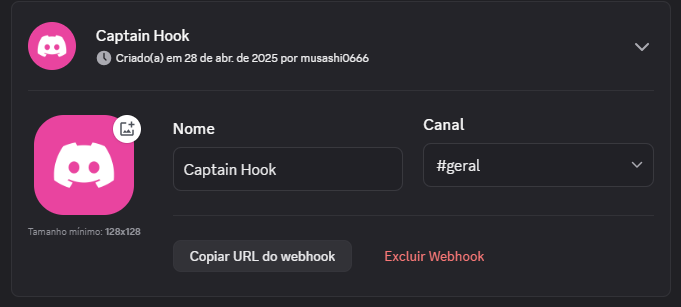 Captain Hook
Criado(a) em 28 de abr. de 2025 por musashi0666
Nome
Canal
Captain Hook
#geral
Tamanho mínimo: 128x128
Copiar URL do webhook
Excluir Webhook